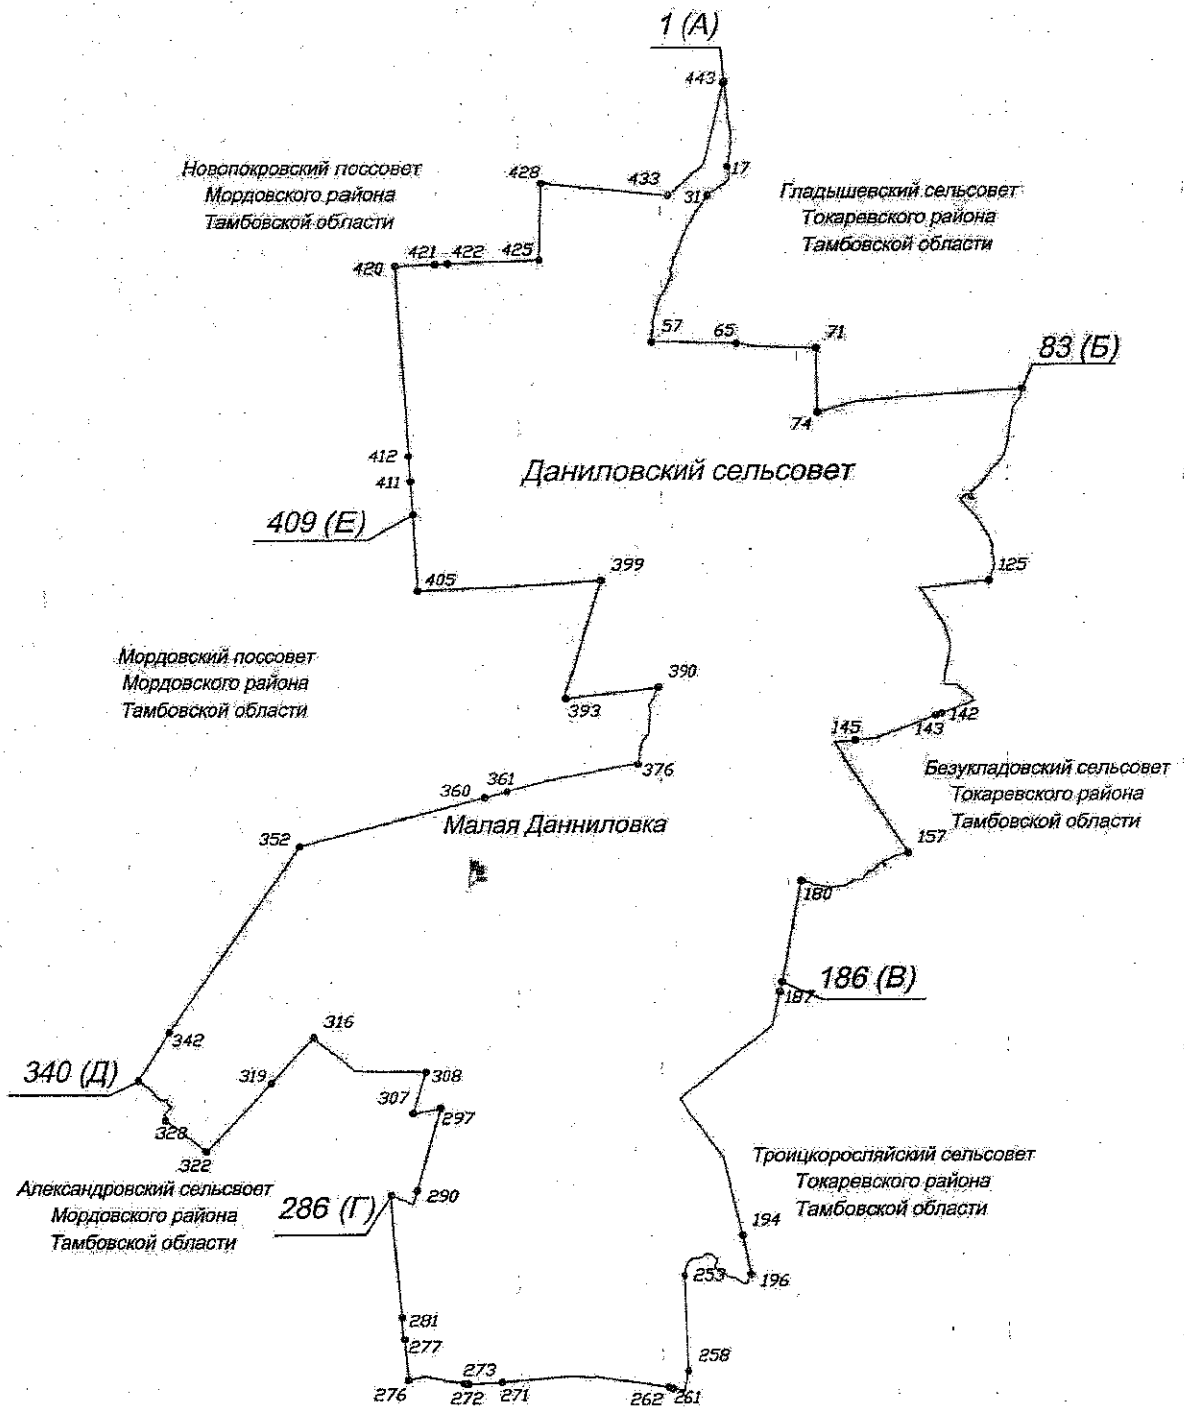 1 (А)
443
17
Новопокровский поссовет
Мордовского района
Тамбовской области
428
433
31
Гладышевский сельсовет
Токаревского района
Тамбовской области
420
421
422
425
57
65
71
83 (Б)
74
412
411
Даниловский сельсовет
409 (Е)
399
125
405
Мордовский поссовет
Мордовского района
Тамбовской области
390
393
142
143
145
376
361
360
Безукладовский сельсовет
Токаревского района
Тамбовской области
Малая Данниловка
352
157
180
186 (В)
187
316
342
340 (Д)
319
308
307
297
328
322
Троицкоросляйский сельсовет
Токаревского района
Тамбовской области
Александровский сельсвоет
Мордовского района
Тамбовской области
290
286 (Г)
194
253
196
281
277
258
273
276
272
271
262
261